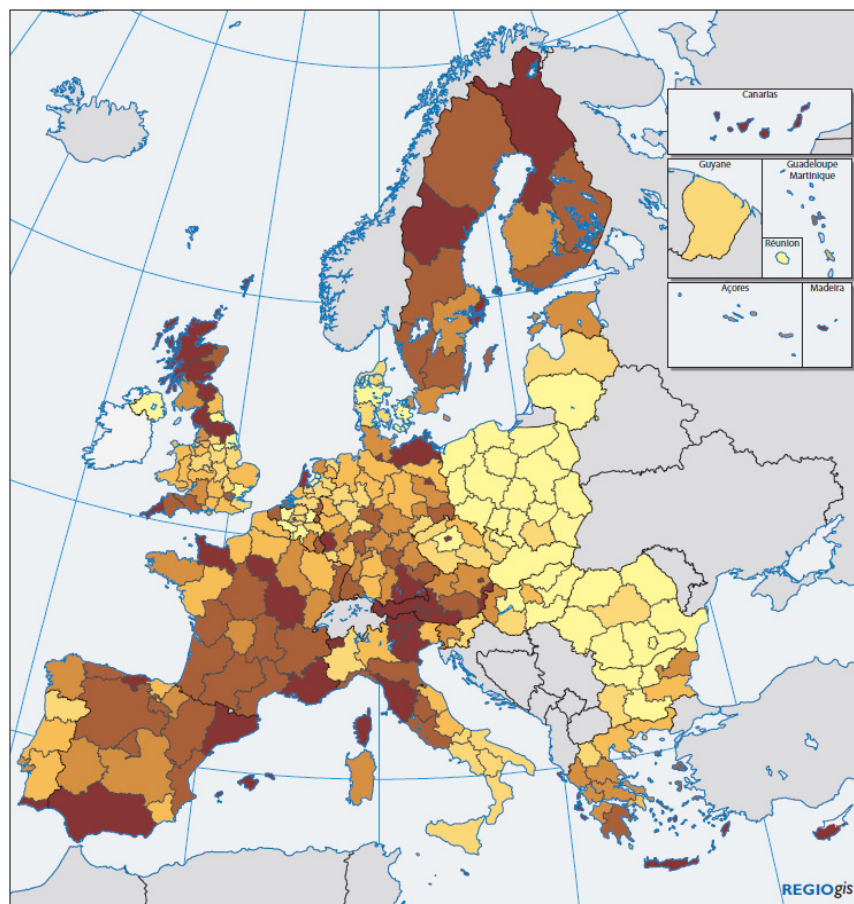 Canarias
Guyane
Guadeloupe
Martinique
Réunion
Açores
Madeira
REGIOgis